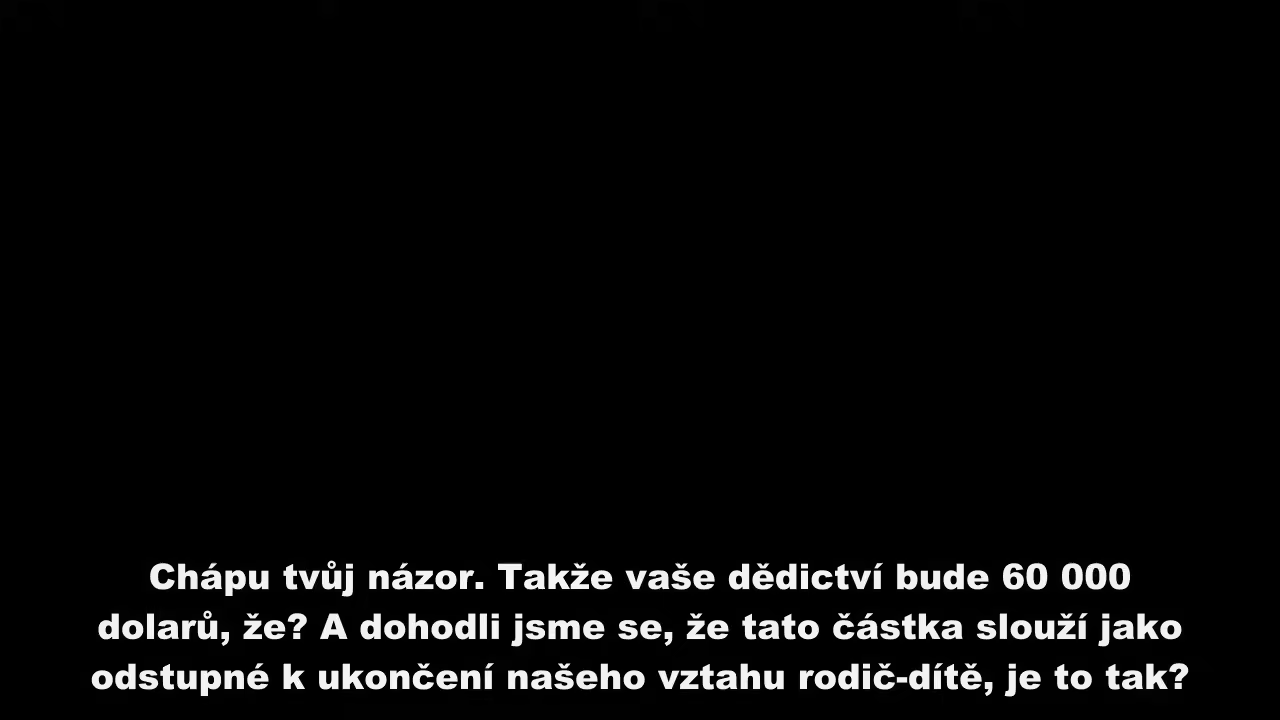 Chápu tvůj názor. Takže vaše dědictví bude 60 000
dolarů, že? A dohodli jsme se, že tato částka slouží jako
odstupné k ukončení našeho vztahu rodič-dítě, je to tak?